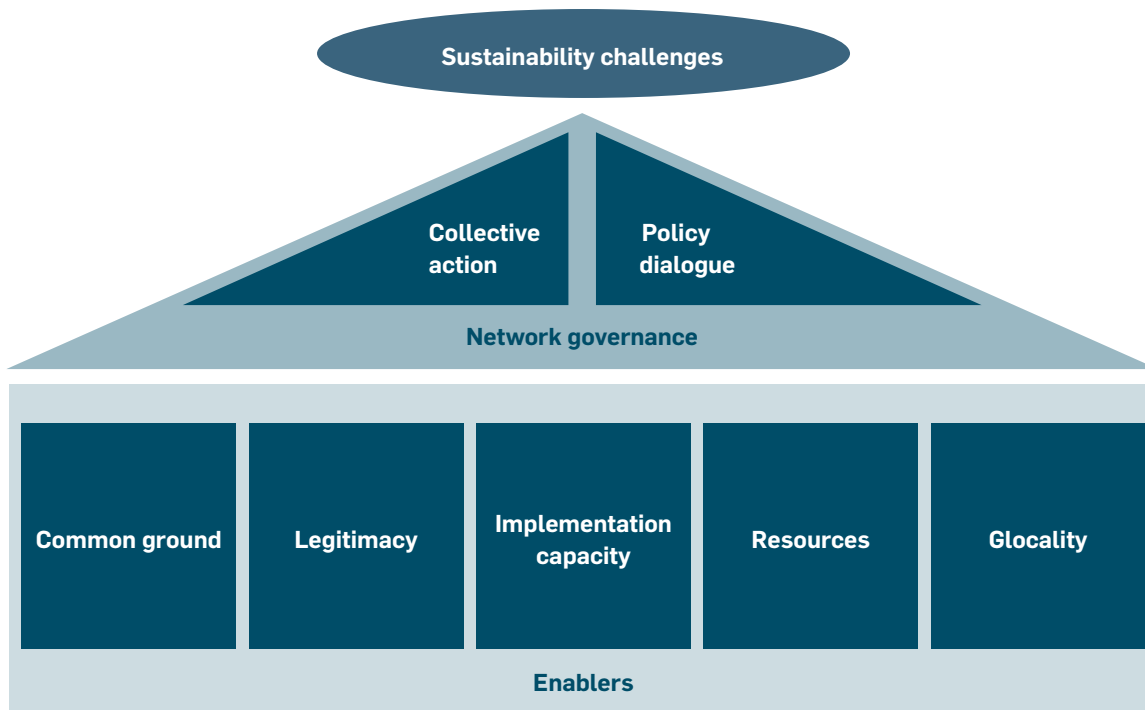 Sustainability challenges
Collective
action
Policy
dialogue
Network governance
Common ground
Legitimacy
Implementation
capacity
Resources
Glocality
Enablers